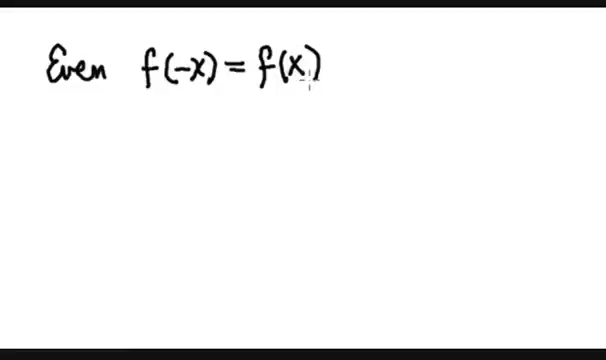 Even f(-x) = f(x)